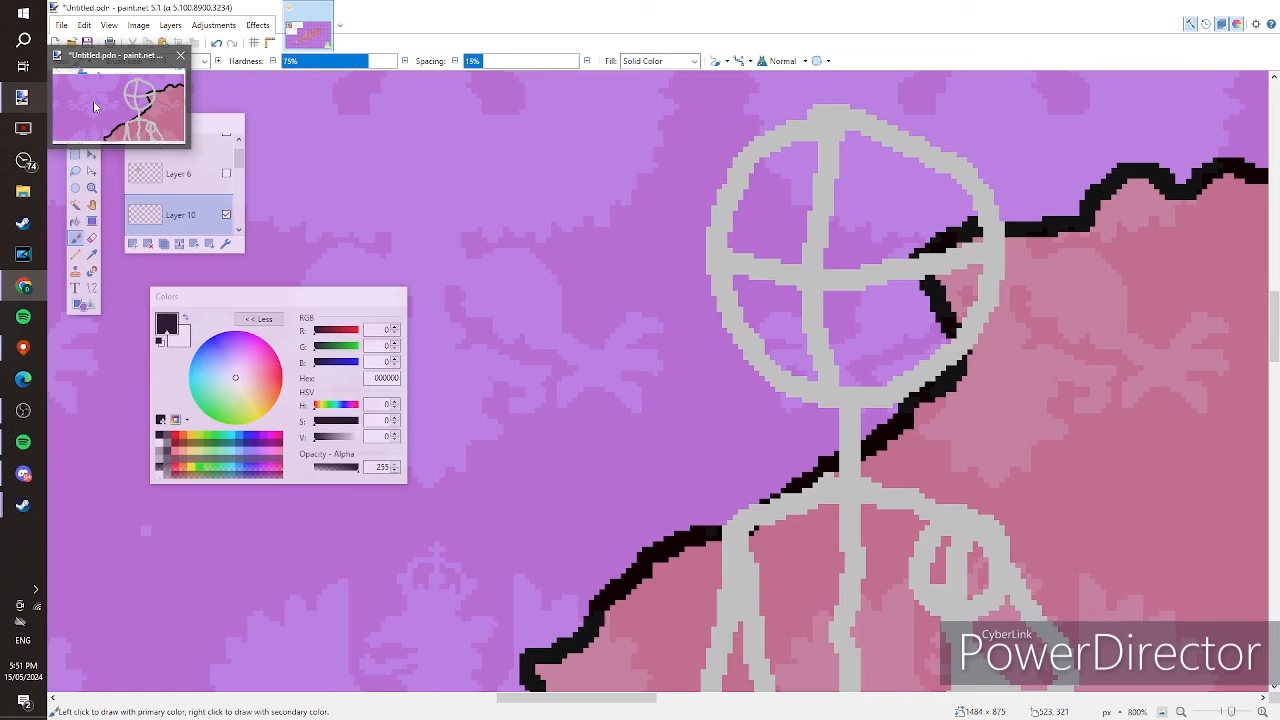 *Untitled.pdn - paint.net 5.1 (α 5.100.8900.3234)
File Edit View Image Layers Adjustments Effects
*Untitled.pdn - paint.net ...
Hardness: 75% Spacing: 15% Fill: Solid Color Normal
Layer 6
Layer 10
Colors
<< Less
RGB
R: 0
G: 0
B: 0
Hex: 000000
HSV
H: 0
S: 0
V: 0
Opacity - Alpha
255
ENG
5:51 PM
15/05/2024
CyberLink
PowerDirector
Left click to draw with primary color, right click to draw with secondary color.
1484 × 875 523, 321 px 800%